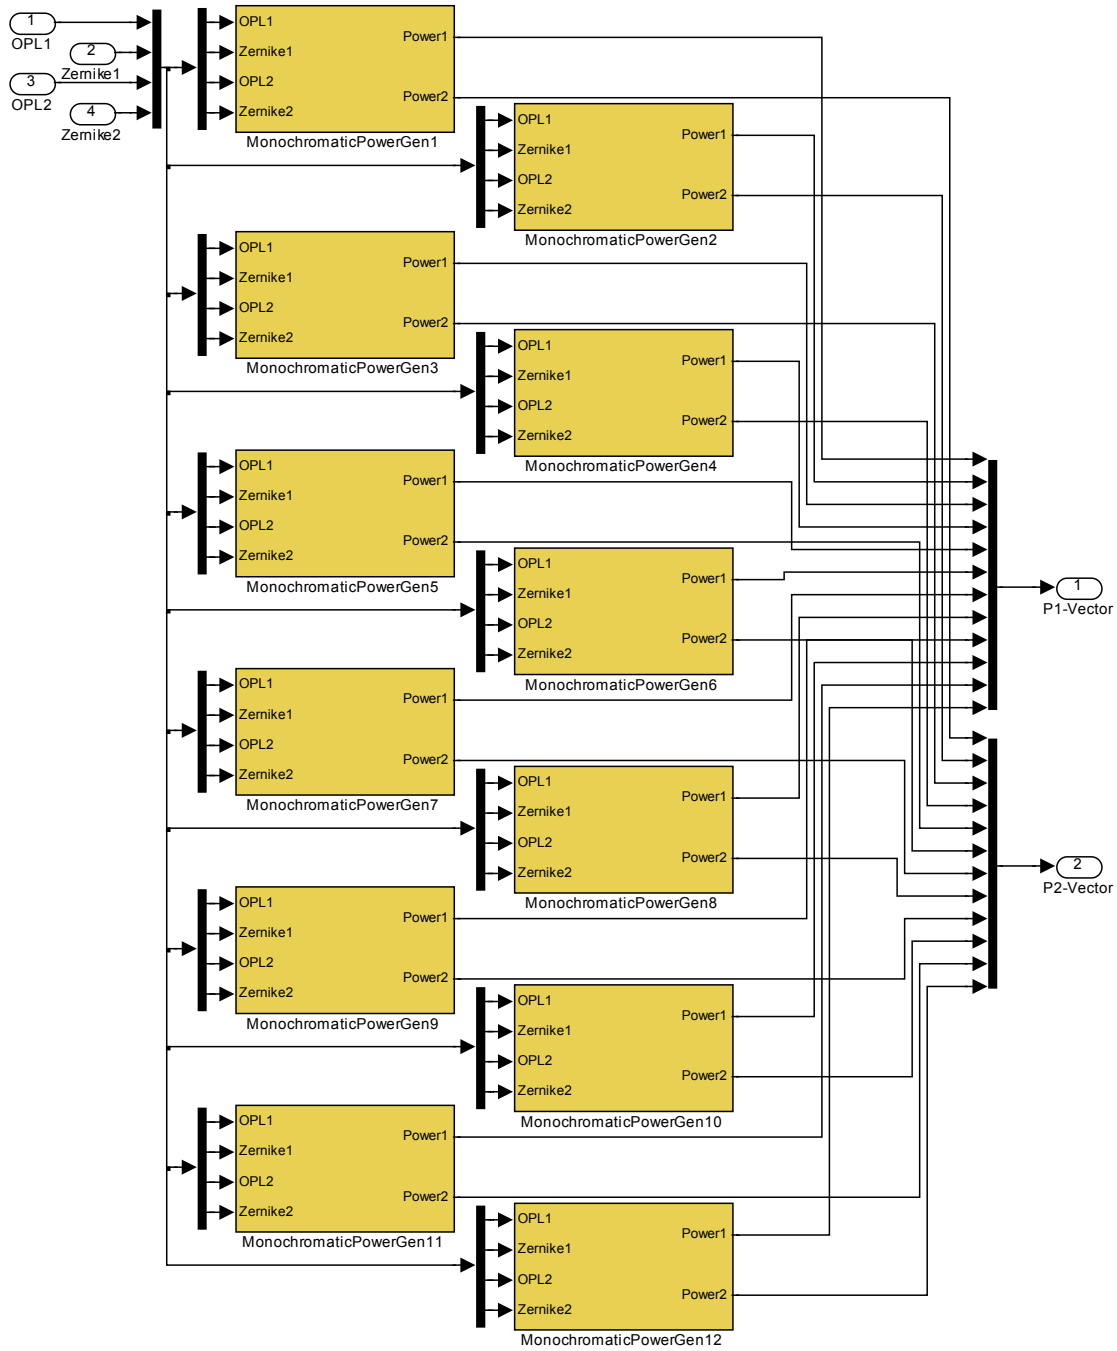 1
OPL1
2
Zernike1
3
OPL2
4
Zernike2
OPL1
Zernike1
OPL2
Zernike2
Power1
Power2
MonochromaticPowerGen1
OPL1
Zernike1
OPL2
Zernike2
Power1
Power2
MonochromaticPowerGen2
OPL1
Zernike1
OPL2
Zernike2
Power1
Power2
MonochromaticPowerGen3
OPL1
Zernike1
OPL2
Zernike2
Power1
Power2
MonochromaticPowerGen4
OPL1
Zernike1
OPL2
Zernike2
Power1
Power2
MonochromaticPowerGen5
OPL1
Zernike1
OPL2
Zernike2
Power1
Power2
MonochromaticPowerGen6
OPL1
Zernike1
OPL2
Zernike2
Power1
Power2
MonochromaticPowerGen7
OPL1
Zernike1
OPL2
Zernike2
Power1
Power2
MonochromaticPowerGen8
OPL1
Zernike1
OPL2
Zernike2
Power1
Power2
MonochromaticPowerGen9
OPL1
Zernike1
OPL2
Zernike2
Power1
Power2
MonochromaticPowerGen10
OPL1
Zernike1
OPL2
Zernike2
Power1
Power2
MonochromaticPowerGen11
OPL1
Zernike1
OPL2
Zernike2
Power1
Power2
MonochromaticPowerGen12
1
P1-Vector
2
P2-Vector